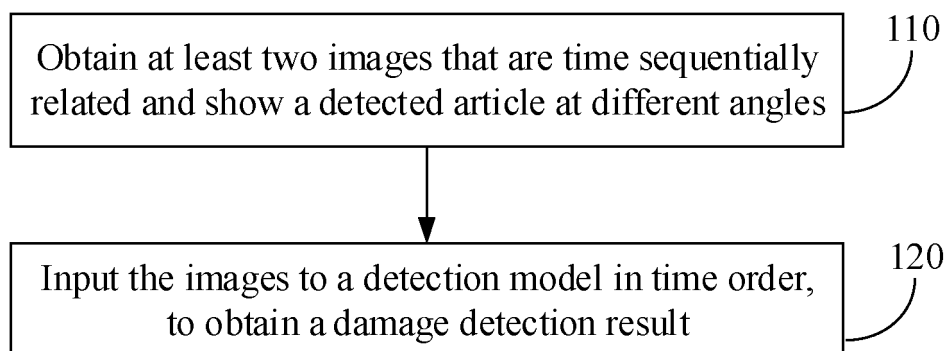 110
Obtain at least two images that are time sequentially
related and show a detected article at different angles
120
Input the images to a detection model in time order,
to obtain a damage detection result